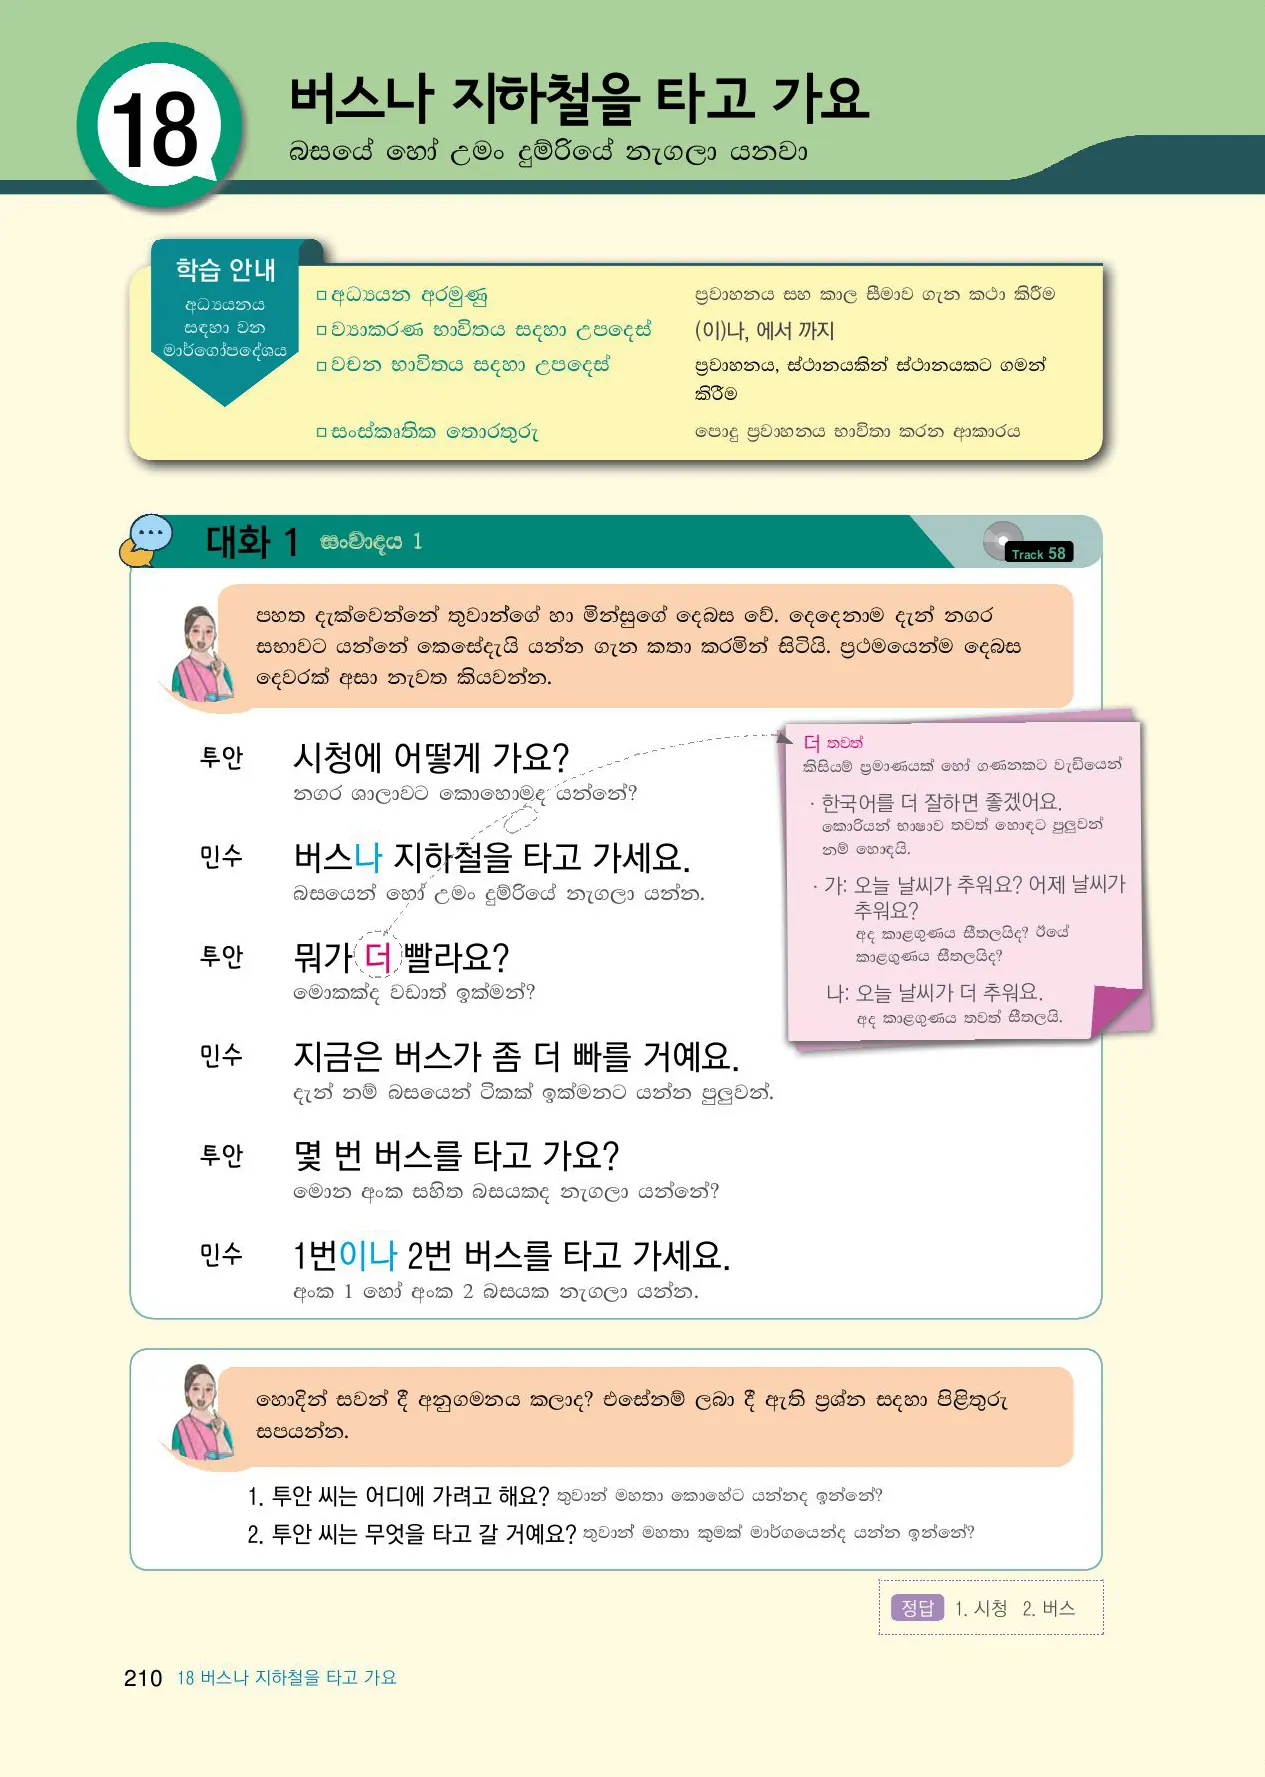 18
버스나 지하철을 타고 가요
බසයේ හෝ උමං දුම්රියේ නැගලා යනවා
학습 안내
අධ්‍යයනය
සඳහා වන
මාර්ගෝපදේශය
□ අධ්‍යයන අරමුණු
ප්‍රවාහනය සහ කාල සීමාව ගැන කථා කිරීම
□ ව්‍යාකරණ භාවිතය සදහා උපදෙස්
(이)나, 에서 까지
□ වචන භාවිතය සදහා උපදෙස්
ප්‍රවාහනය, ස්ථානයකින් ස්ථානයකට ගමන්
කිරීම
□ සංස්කෘතික තොරතුරු
පොදු ප්‍රවාහනය භාවිතා කරන ආකාරය
대화 1 සංවාදය 1
Track 58
පහත දැක්වෙන්නේ තුවාන්ගේ හා මින්සුගේ දෙබස වේ. දෙදෙනාම දැන් නගර
සභාවට යන්නේ කෙසේදැයි යන්න ගැන කතා කරමින් සිටියි. ප්‍රථමයෙන්ම දෙබස
දෙවරක් අසා නැවත කියවන්න.
투안 시청에 어떻게 가요?
නගර ශාලාවට කොහොමද යන්නේ?
민수 버스나 지하철을 타고 가세요.
බසයෙන් හෝ උමං දුම්රියේ නැගලා යන්න.
투안 뭐가 더 빨라요?
මොකක්ද වඩාත් ඉක්මන්?
민수 지금은 버스가 좀 더 빠를 거예요.
දැන් නම් බසයෙන් ටිකක් ඉක්මනට යන්න පුලුවන්.
투안 몇 번 버스를 타고 가요?
මොන අංක සහිත බසයකද නැගලා යන්නේ?
민수 1번이나 2번 버스를 타고 가세요.
අංක 1 හෝ අංක 2 බසයක නැගලා යන්න.
더 තවත්
කිසියම් ප්‍රමාණයක් හෝ ගණනකට වැඩියෙන්
· 한국어를 더 잘하면 좋겠어요.
කොරියන් භාෂාව තවත් හොඳට පුලුවන්
නම් හොඳයි.
· 가: 오늘 날씨가 추워요? 어제 날씨가
추워요?
අද කාළගුණය සීතලයිද? ඊයේ
කාළගුණය සීතලයිද?
나: 오늘 날씨가 더 추워요.
අද කාළගුණය තවත් සීතලයි.
හොදින් සවන් දී අනුගමනය කලාද? එසේනම් ලබා දී ඇති ප්‍රශ්න සදහා පිළිතුරු
සපයන්න.
1. 투안 씨는 어디에 가려고 해요? තුවාන් මහතා කොහේට යන්නද ඉන්නේ?
2. 투안 씨는 무엇을 타고 갈 거예요? තුවාන් මහතා කුමක් මාර්ගයෙන්ද යන්න ඉන්නේ?
정답 1. 시청 2. 버스
210 18 버스나 지하철을 타고 가요